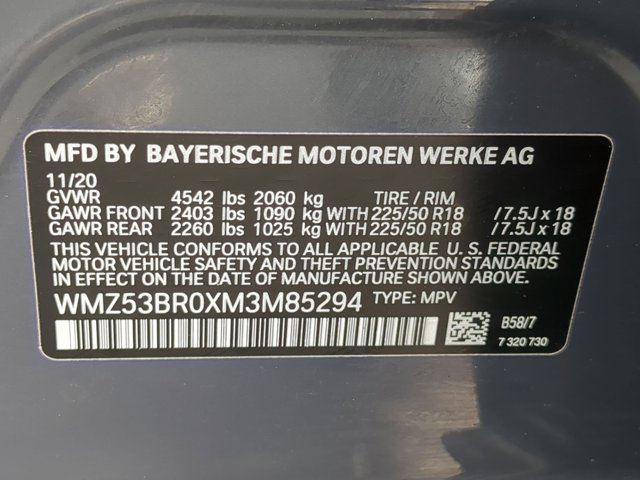 MFD BY BAYERISCHE MOTOREN WERKE AG
11/20
GVWR 4542 lbs 2060 kg TIRE / RIM
GAWR FRONT 2403 lbs 1090 kg WITH 225/50 R18 / 7.5J x 18
GAWR REAR 2260 lbs 1025 kg WITH 225/50 R18 / 7.5J x 18
THIS VEHICLE CONFORMS TO ALL APPLICABLE U. S. FEDERAL
MOTOR VEHICLE SAFETY AND THEFT PREVENTION STANDARDS
IN EFFECT ON THE DATE OF MANUFACTURE SHOWN ABOVE.
WMZ53BR0XM3M85294 TYPE: MPV
B58/7
7 320 730